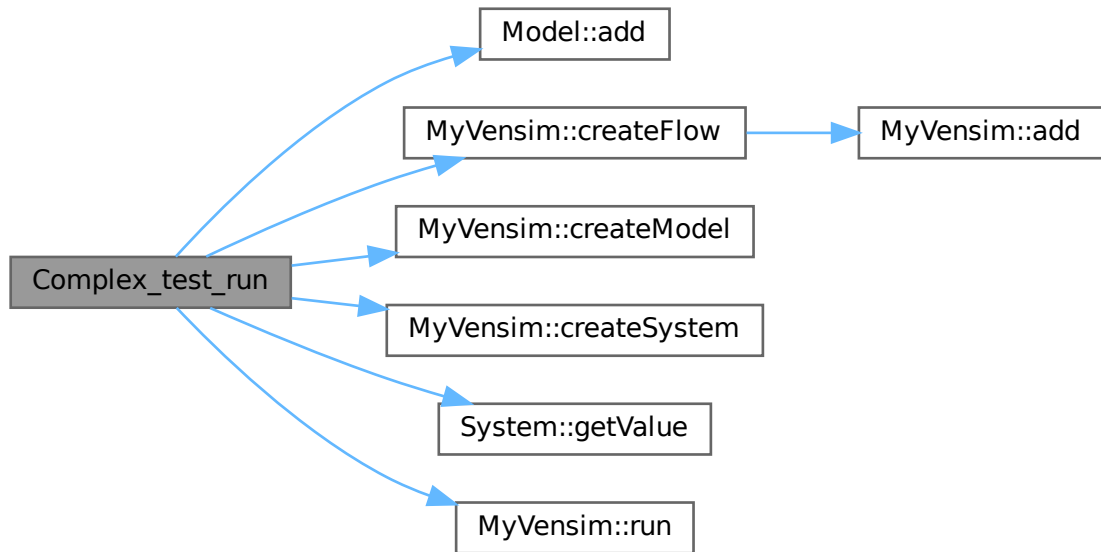 Model::add
MyVensim::createFlow
MyVensim::add
MyVensim::createModel
Complex_test_run
MyVensim::createSystem
System::getValue
MyVensim::run